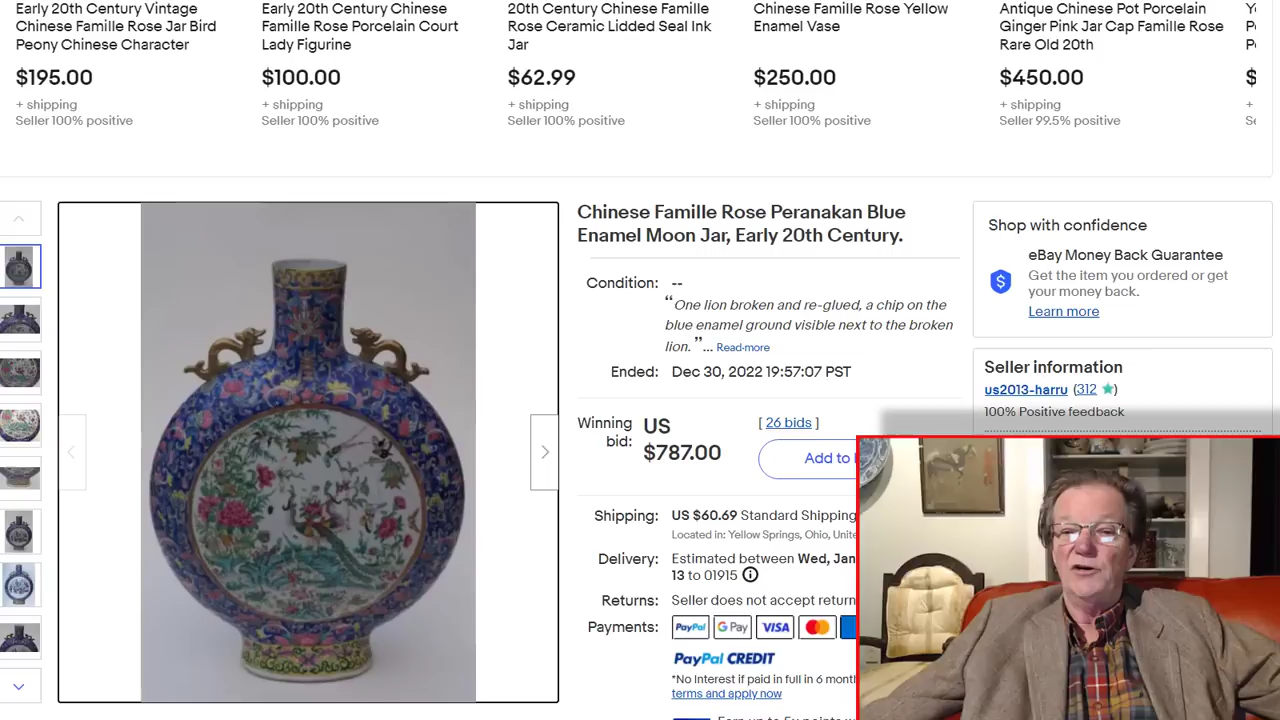 Early 20th Century Vintage
Chinese Famille Rose Jar Bird
Peony Chinese Character
$195.00
+ shipping
Seller 100% positive
Early 20th Century Chinese
Famille Rose Porcelain Court
Lady Figurine
$100.00
+ shipping
Seller 100% positive
20th Century Chinese Famille
Rose Ceramic Lidded Seal Ink
Jar
$62.99
+ shipping
Seller 100% positive
Chinese Famille Rose Yellow
Enamel Vase
$250.00
+ shipping
Seller 100% positive
Antique Chinese Pot Porcelain
Ginger Pink Jar Cap Famille Rose
Rare Old 20th
$450.00
+ shipping
Seller 99.5% positive
$
+
Chinese Famille Rose Peranakan Blue
Enamel Moon Jar, Early 20th Century.
Condition: --
“One lion broken and re-glued, a chip on the
blue enamel ground visible next to the broken
lion. ”... Read more
Ended: Dec 30, 2022 19:57:07 PST
Winning bid: US $787.00
[ 26 bids ]
Add to
Shipping: US $60.69 Standard Shipping
Located in: Yellow Springs, Ohio,
Delivery: Estimated between Wed, Jan
13 to 01915
Returns: Seller does not accept
Payments: PayPal G Pay VISA
PayPal CREDIT
*No Interest if paid in full in 6
terms and apply now
Shop with confidence
eBay Money Back Guarantee
Get the item you ordered or get
your money back.
Learn more
Seller information
us2013-harru (312)
100% Positive feedback